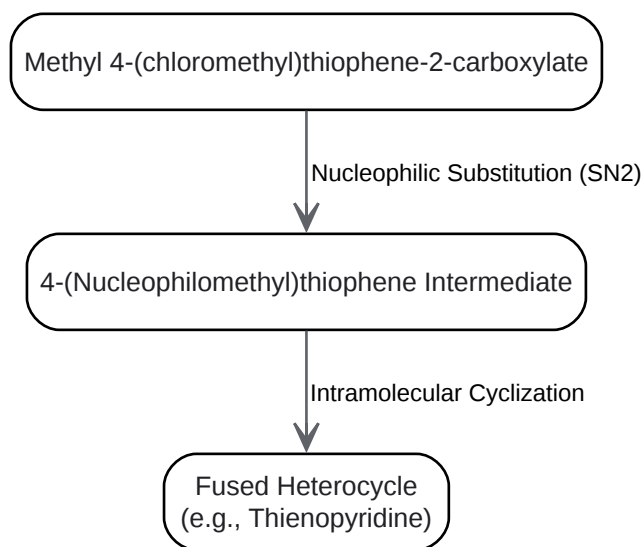 Methyl 4-(chloromethyl)thiophene-2-carboxylate
Nucleophilic Substitution (SN2)
4-(Nucleophilomethyl)thiophene Intermediate
Intramolecular Cyclization
Fused Heterocycle
(e.g., Thienopyridine)